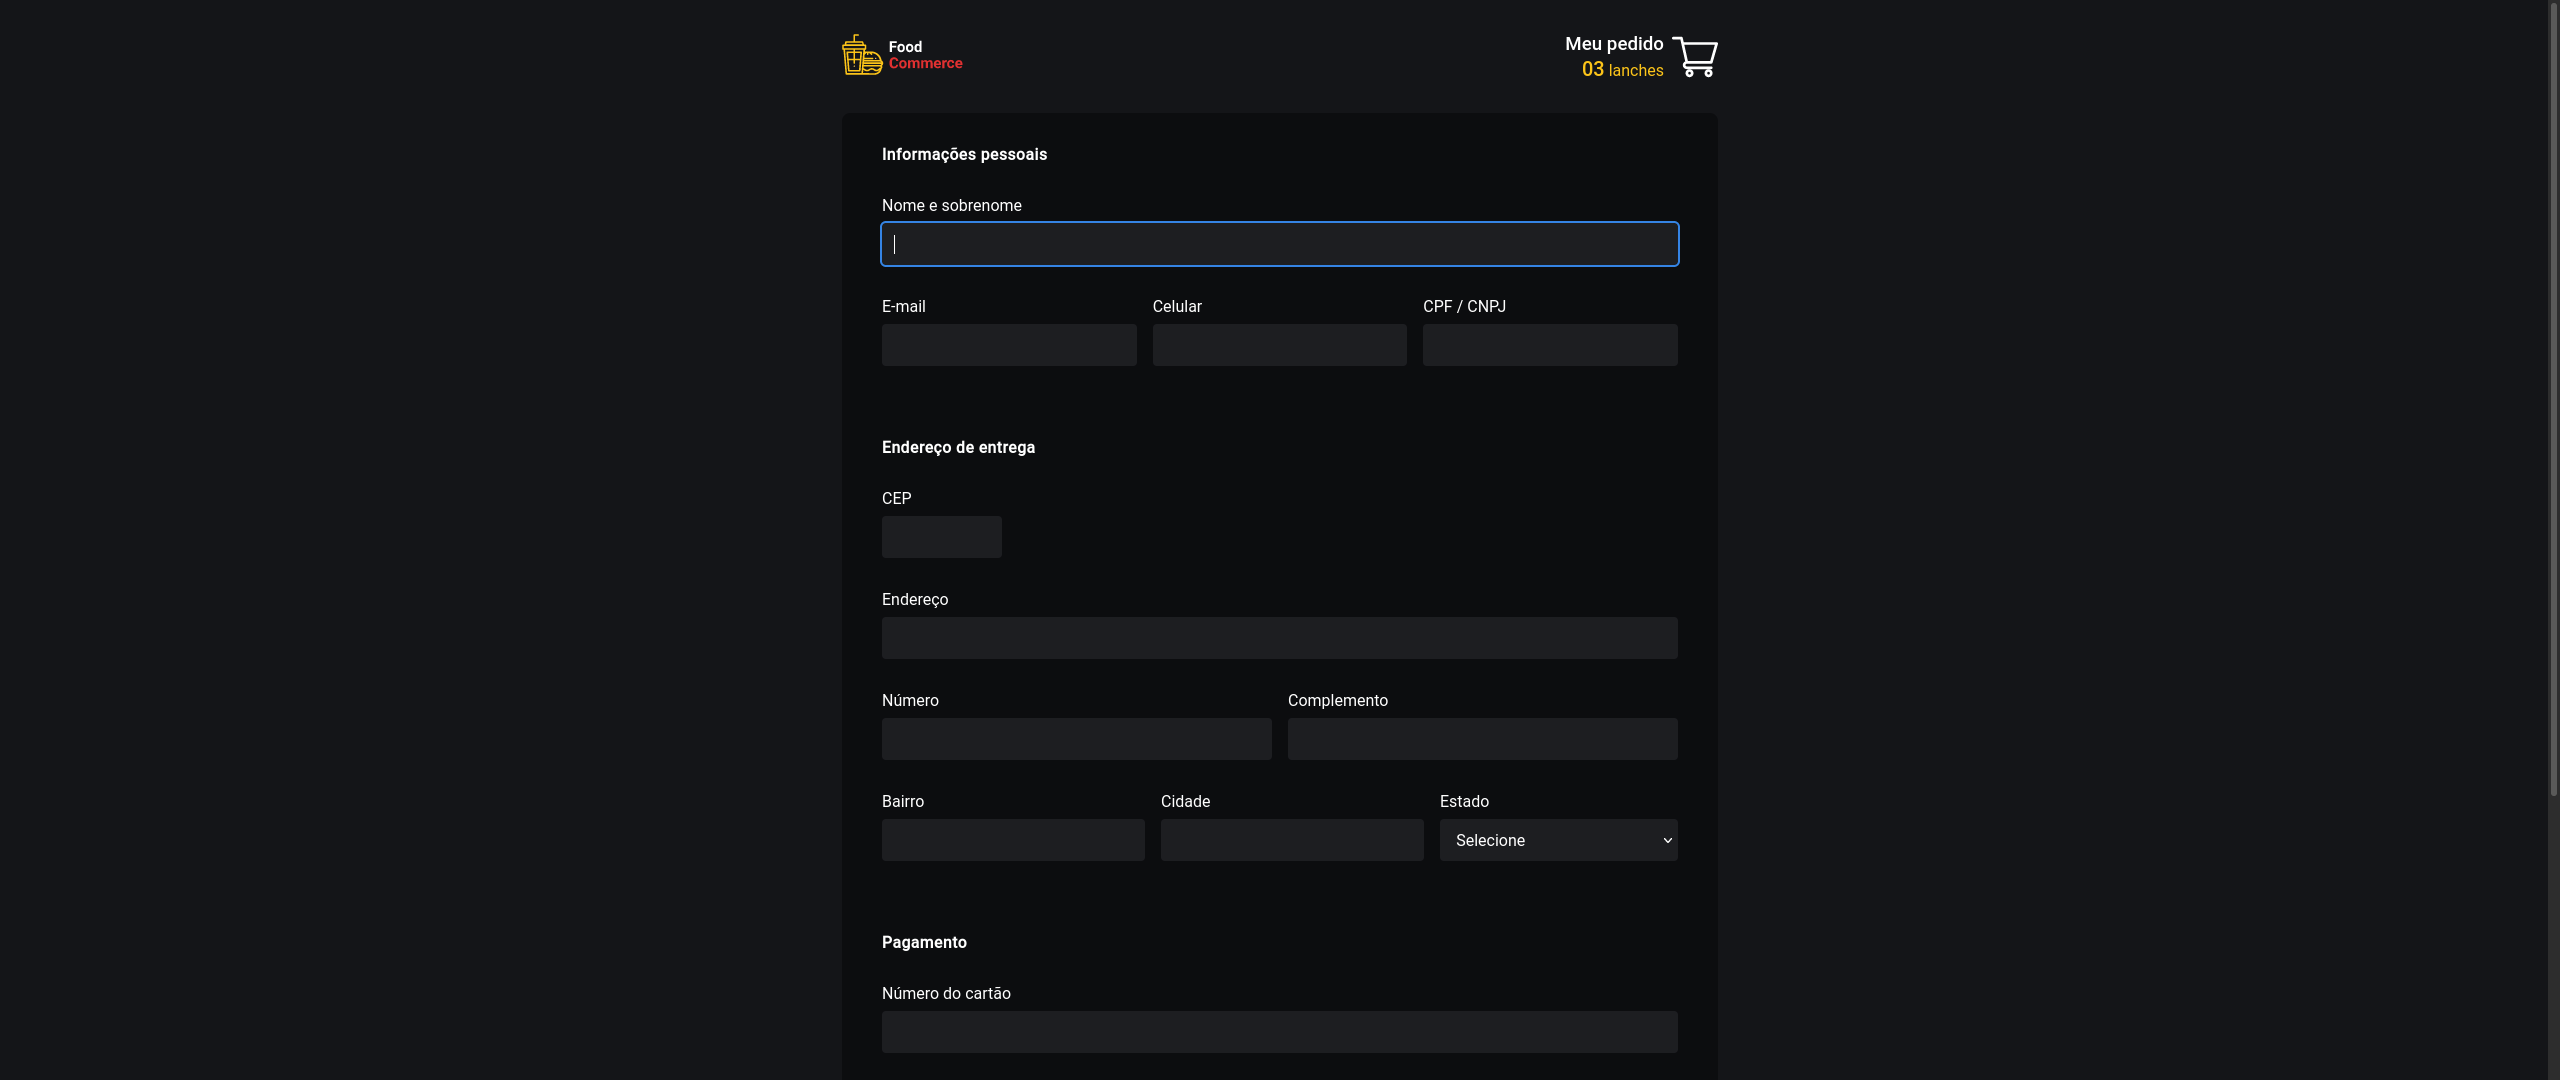 Food
Commerce
Meu pedido
03 lanches
Informações pessoais
Nome e sobrenome
E-mail Celular CPF / CNPJ
Endereço de entrega
CEP
Endereço
Número Complemento
Bairro Cidade Estado
Selecione
Pagamento
Número do cartão